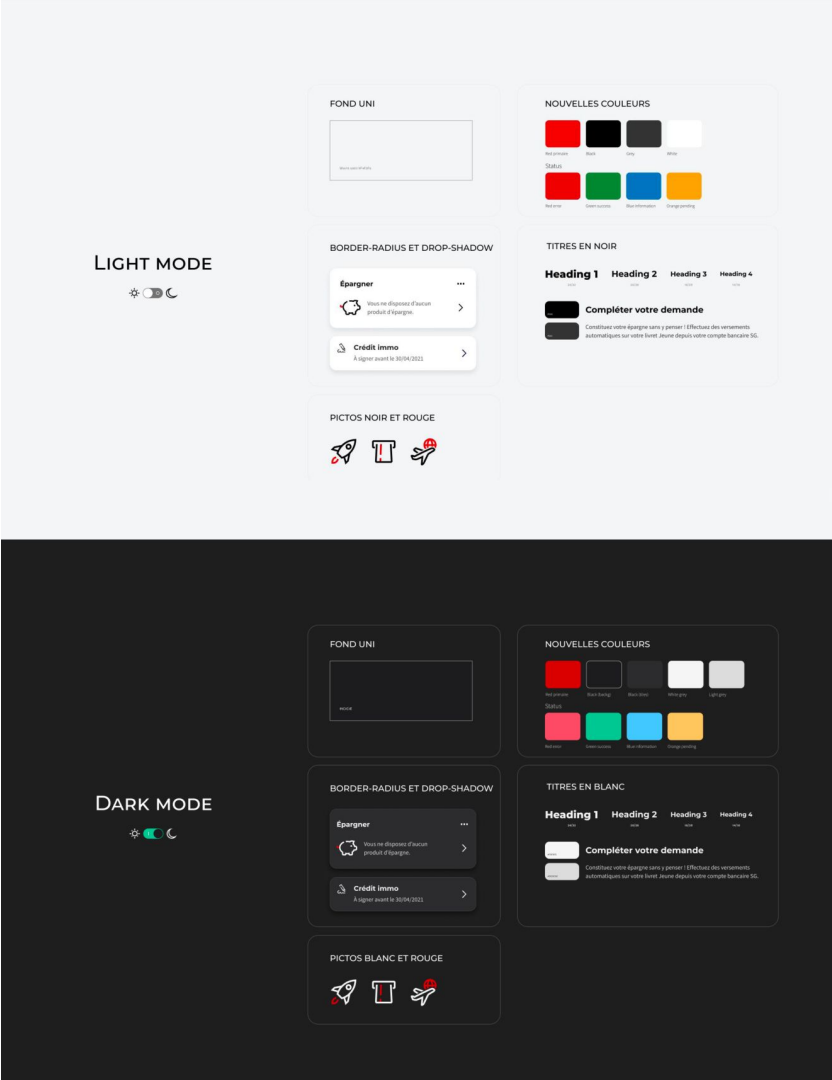 LIGHT MODE
FOND UNI
NOUVELLES COULEURS
Red primaire
Black
Grey
White
Status
Red error
Green success
Blue information
Orange pending
BORDER-RADIUS ET DROP-SHADOW
Épargner
Vous ne disposez d'aucun
produit d'épargne.
Crédit immo
À signer avant le 30/04/2021
TITRES EN NOIR
Heading 1 Heading 2 Heading 3 Heading 4
Compléter votre demande
Constituez votre épargne sans y penser ! Effectuez des versements
automatiques sur votre livret Jeune depuis votre compte bancaire SG.
PICTOS NOIR ET ROUGE
DARK MODE
FOND UNI
NOUVELLES COULEURS
Red primaire
White grey
Light grey
Status
Red error
Green success
Blue information
Orange pending
BORDER-RADIUS ET DROP-SHADOW
Épargner
Vous ne disposez d'aucun
produit d'épargne.
Crédit immo
À signer avant le 30/04/2021
TITRES EN BLANC
Heading 1 Heading 2 Heading 3 Heading 4
Compléter votre demande
Constituez votre épargne sans y penser ! Effectuez des versements
automatiques sur votre livret Jeune depuis votre compte bancaire SG.
PICTOS BLANC ET ROUGE